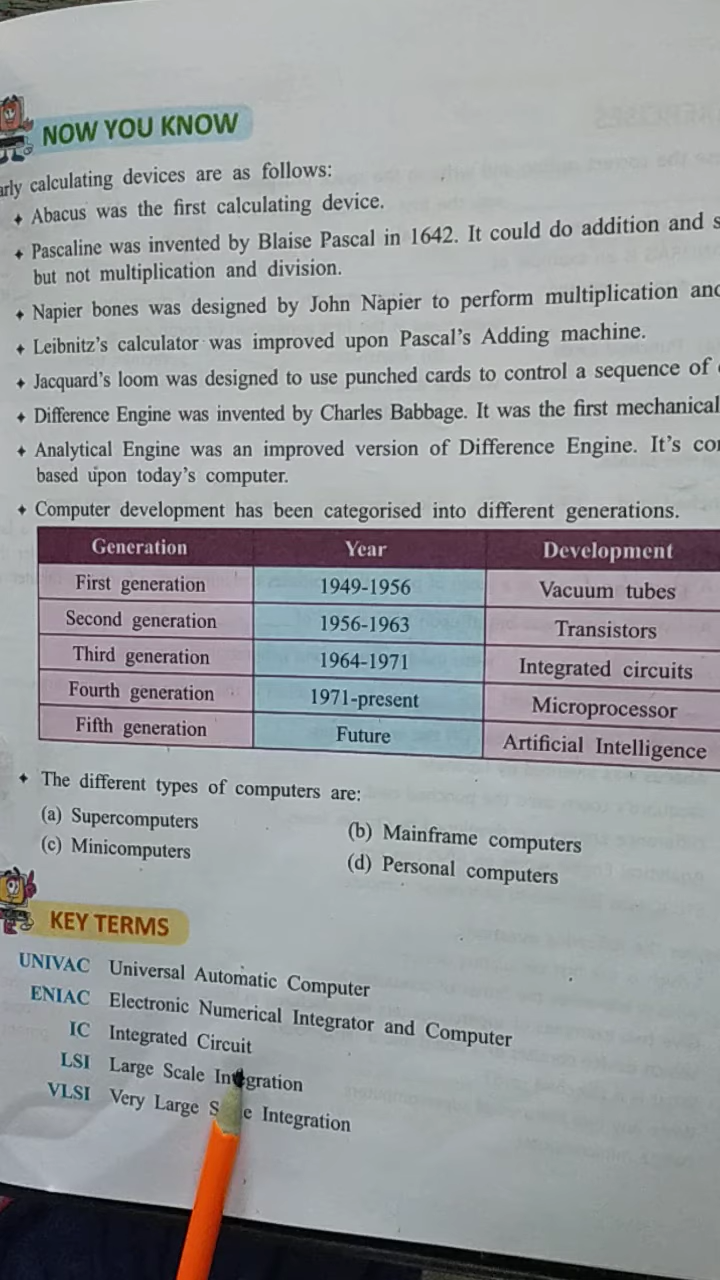 NOW YOU KNOW
calculating devices are as follows:
✦ Abacus was the first calculating device.
✦ Pascaline was invented by Blaise Pascal in 1642. It could do addition and
but not multiplication and division.
✦ Napier bones was designed by John Napier to perform multiplication
✦ Leibnitz's calculator was improved upon Pascal's Adding machine.
✦ Jacquard's loom was designed to use punched cards to control a sequence of
✦ Difference Engine was invented by Charles Babbage. It was the first mechanical
✦ Analytical Engine was an improved version of Difference Engine. It's
based upon today's computer.
✦ Computer development has been categorised into different generations.
Generation Year Development
First generation 1949-1956 Vacuum tubes
Second generation 1956-1963 Transistors
Third generation 1964-1971 Integrated circuits
Fourth generation 1971-present Microprocessor
Fifth generation Future Artificial Intelligence
✦ The different types of computers are:
(a) Supercomputers (b) Mainframe computers
(c) Minicomputers (d) Personal computers
KEY TERMS
UNIVAC Universal Automatic Computer
ENIAC Electronic Numerical Integrator and Computer
IC Integrated Circuit
LSI Large Scale Integration
VLSI Very Large Scale Integration